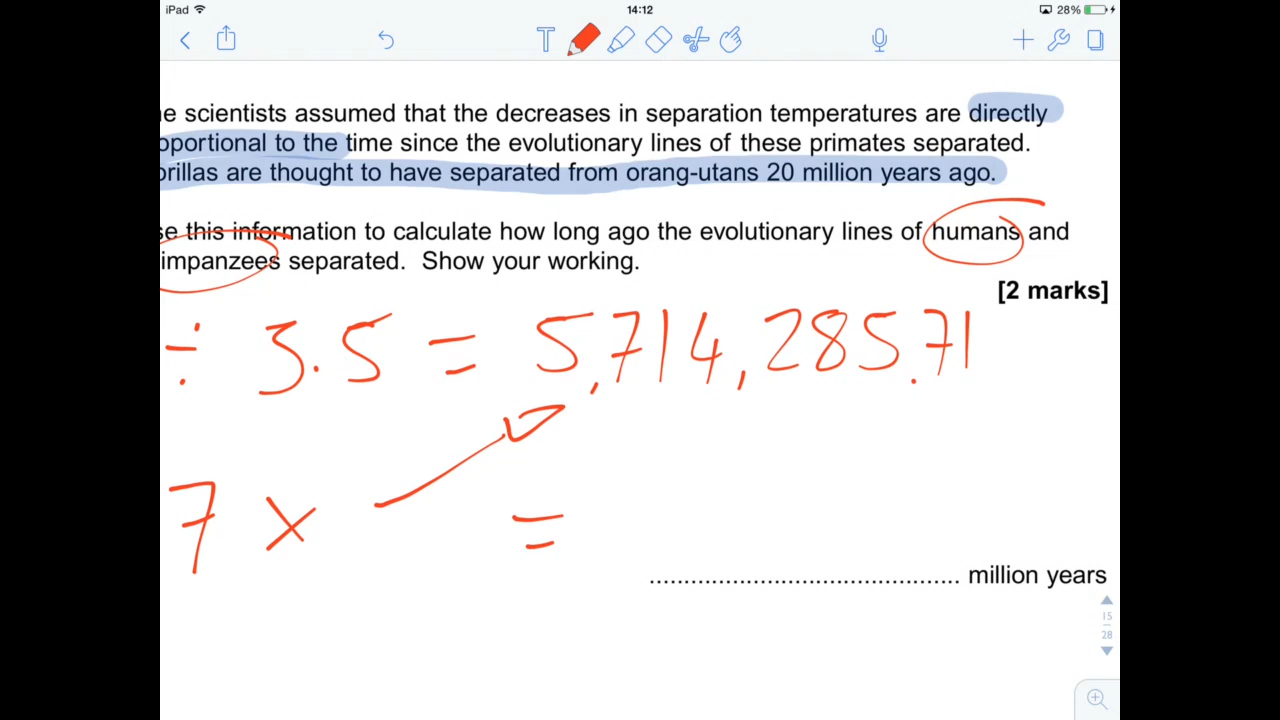 iPad 14:12 28%
T
e scientists assumed that the decreases in separation temperatures are directly
oportional to the time since the evolutionary lines of these primates separated.
orillas are thought to have separated from orang-utans 20 million years ago.
se this information to calculate how long ago the evolutionary lines of humans and
impanzees separated. Show your working.
[2 marks]
÷ 3.5 = 5,714,285.71
7 x =
........................................... million years
15
28